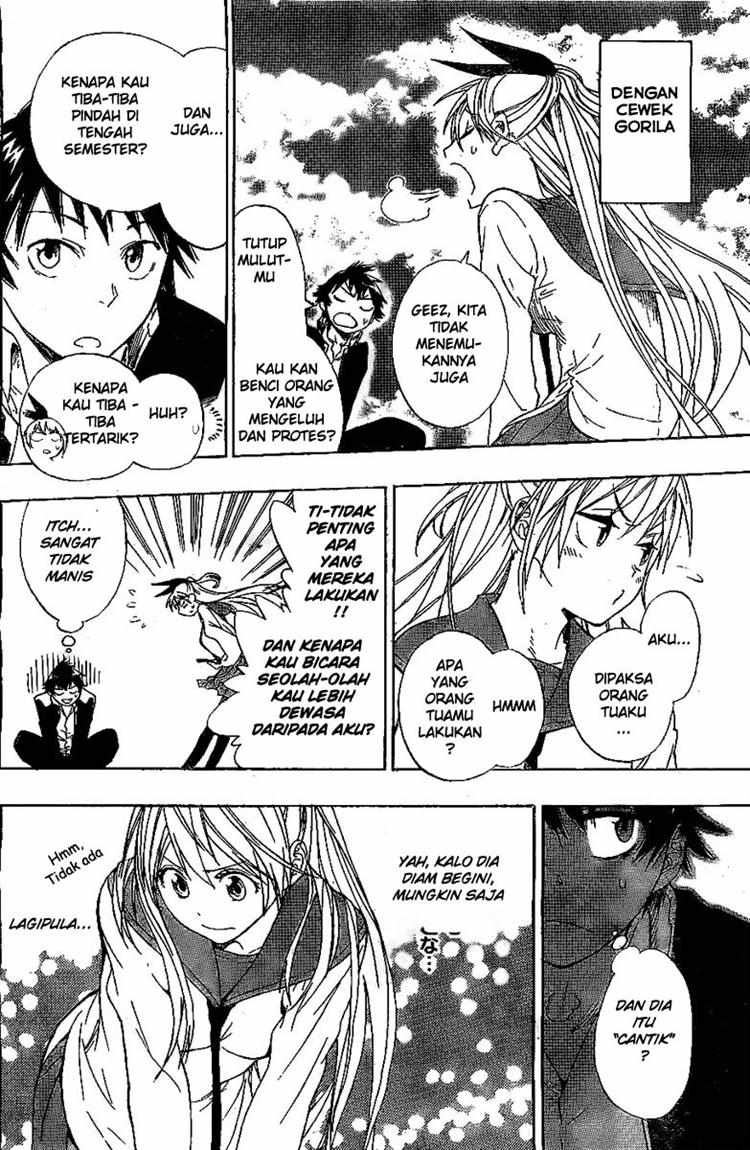 DENGAN
CEWEK
GORILA
GEEZ, KITA
TIDAK
MENEMU-
KANNYA
JUGA
TUTUP
MULUT-
MU
KAU KAN
BENCI ORANG
YANG
MENGELUH
DAN PROTES?
DAN
JUGA...
KENAPA KAU
TIBA-TIBA
PINDAH DI
TENGAH
SEMESTER?
HUH?
KENAPA
KAU TIBA -
TIBA
TERTARIK?
AKU...
DIPAKSA
ORANG
TUAKU
...
HMMM
APA
YANG
ORANG
TUAMU
LAKUKAN
?
TI-TIDAK
PENTING
APA
YANG
MEREKA
LAKUKAN
!!
DAN KENAPA
KAU BICARA
SEOLAH-OLAH
KAU LEBIH
DEWASA
DARIPADA AKU?
ITCH...
SANGAT
TIDAK
MANIS
DAN DIA
ITU
"CANTIK"
?
YAH, KALO DIA
DIAM BEGINI,
MUNGKIN SAJA
こ
な…
Hmm,
Tidak ada
LAGIPULA...